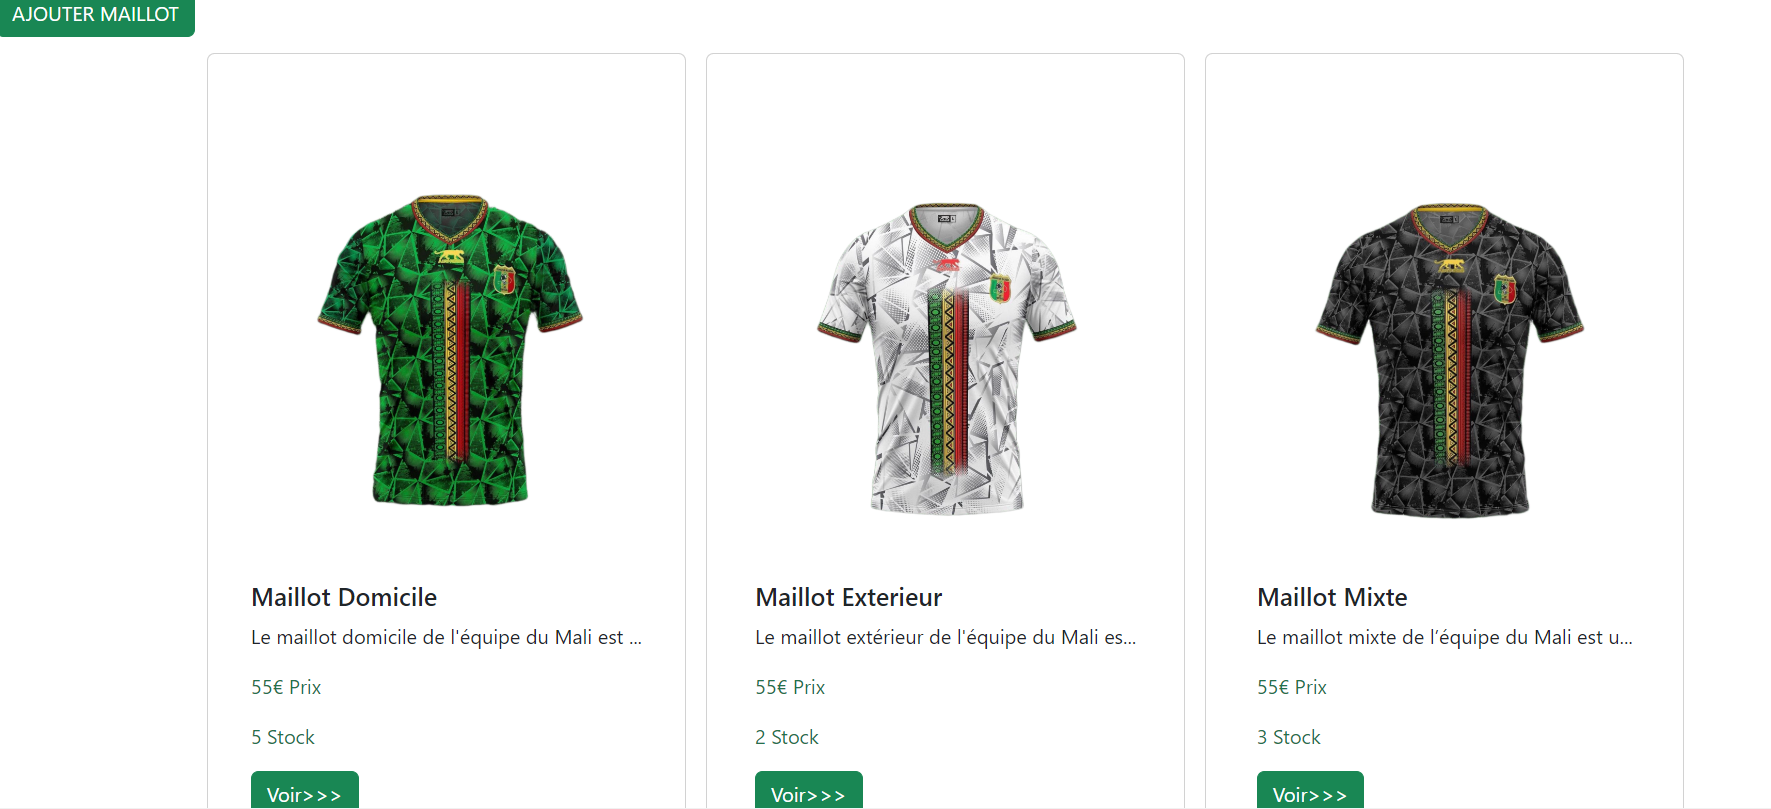 AJOUTER MAILLOT
Maillot Domicile
Le maillot domicile de l'équipe du Mali est ...
55€ Prix
5 Stock
Voir>>>
Maillot Exterieur
Le maillot extérieur de l'équipe du Mali es...
55€ Prix
2 Stock
Voir>>>
Maillot Mixte
Le maillot mixte de l’équipe du Mali est u...
55€ Prix
3 Stock
Voir>>>